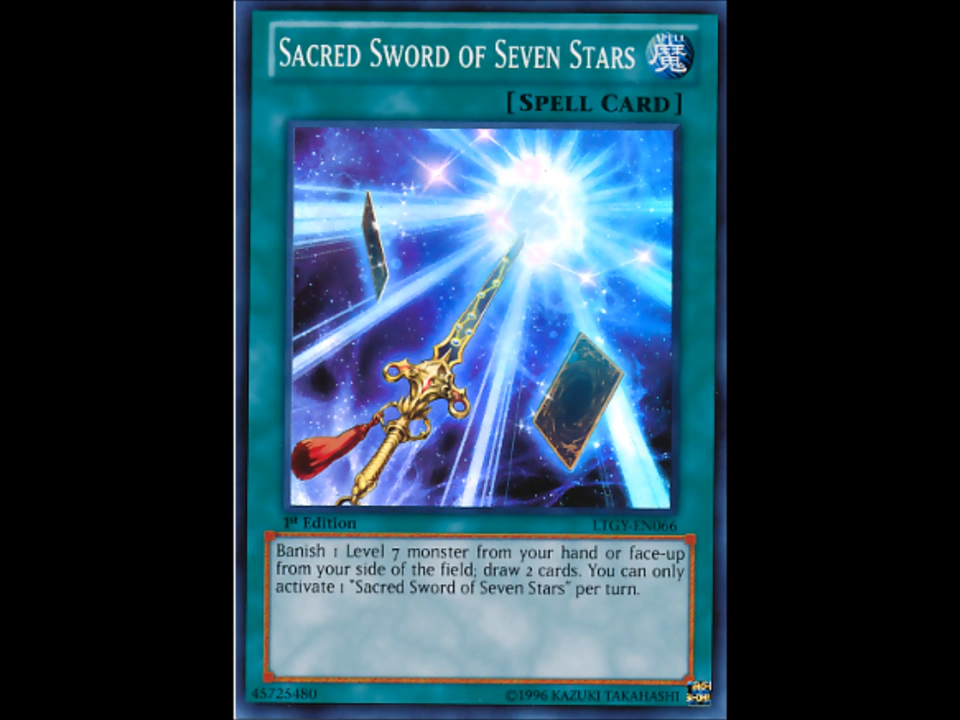 SACRED SWORD OF SEVEN STARS
SPELL
魔
[SPELL CARD]
1st Edition
LTGY-EN066
Banish 1 Level 7 monster from your hand or face-up
from your side of the field; draw 2 cards. You can only
activate 1 "Sacred Sword of Seven Stars" per turn.
45725480
©1996 KAZUKI TAKAHASHI